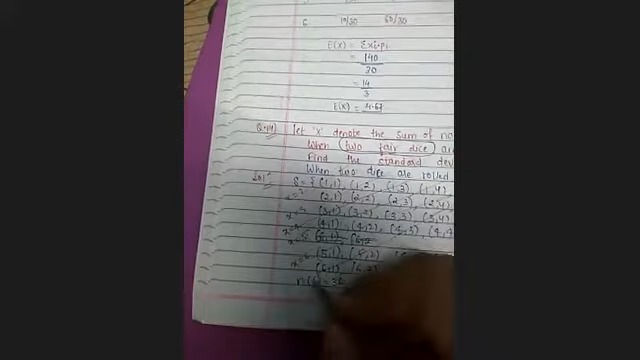 6 10/30 60/30
E(X) = Σxi·pi
= 140
30
= 14
3
E(X) = 4.67
Q.14) let 'X' denote the sum of
When (two fair dice)
Find the standard
When two dice are rolled
Sol: S = { (1,1), (1,2), (1,3), (1,4)
(2,1), (2,2), (2,3), (2,4)
(3,1), (3,2), (3,3), (3,4)
(4,1), (4,2), (4,3), (4,4
(5,1), (5,2)
(6,1) (6,2)
n(S) = 36